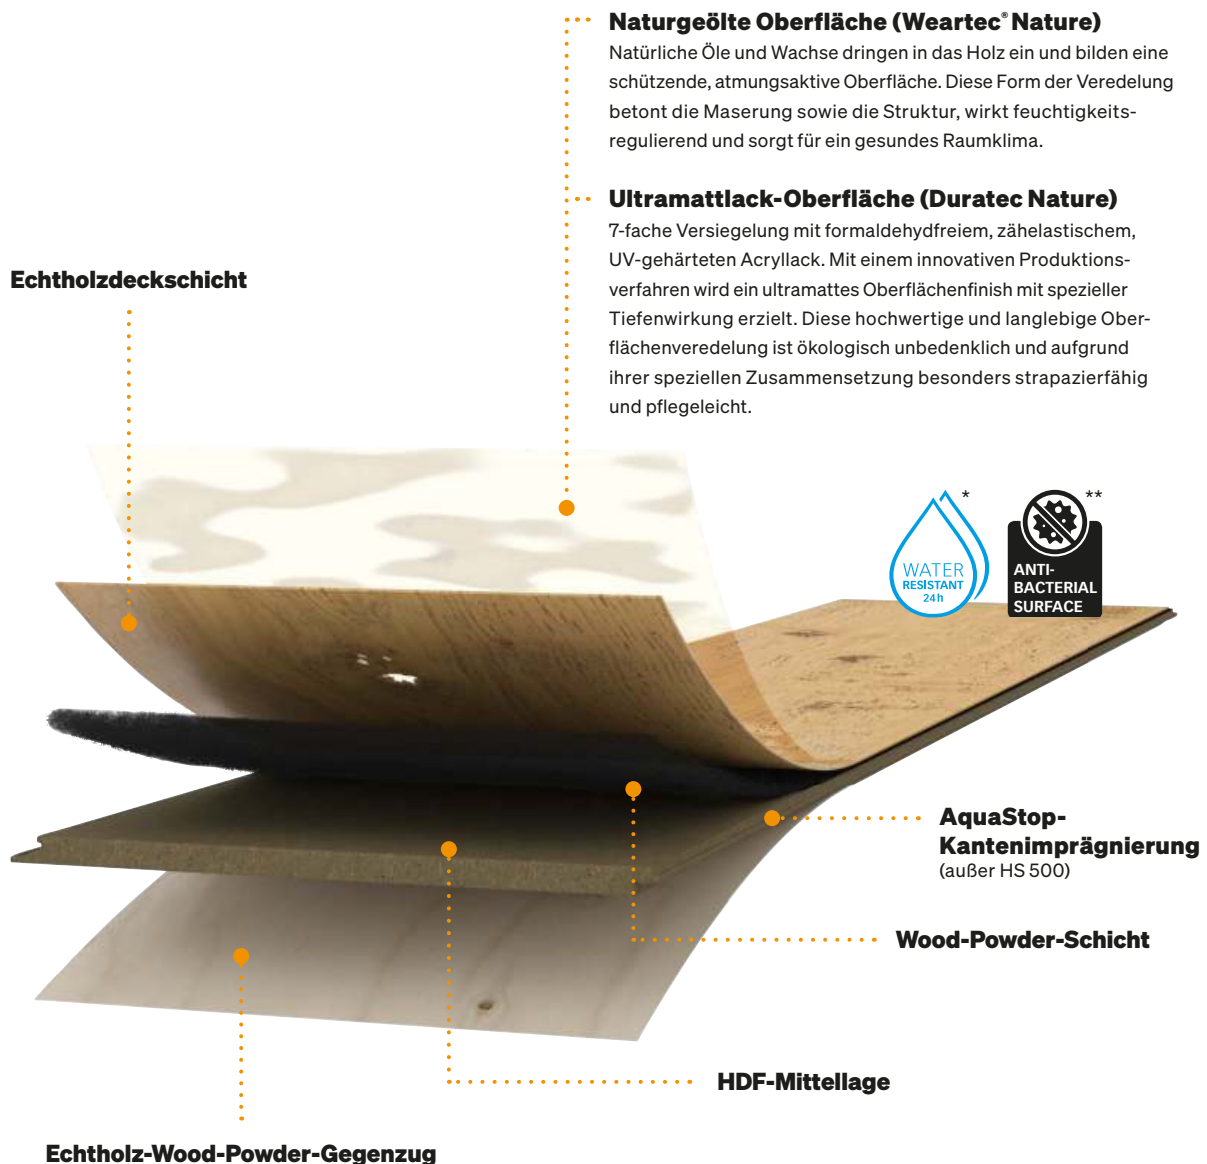 Naturgeölte Oberfläche (Weartec® Nature)
Natürliche Öle und Wachse dringen in das Holz ein und bilden eine
schützende, atmungsaktive Oberfläche. Diese Form der Veredelung
betont die Maserung sowie die Struktur, wirkt feuchtigkeits-
regulierend und sorgt für ein gesundes Raumklima.
Ultramattlack-Oberfläche (Duratec Nature)
7-fache Versiegelung mit formaldehydfreiem, zähelastischem,
UV-gehärteten Acryllack. Mit einem innovativen Produktions-
verfahren wird ein ultramattes Oberflächenfinish mit spezieller
Tiefenwirkung erzielt. Diese hochwertige und langlebige Ober-
flächenveredelung ist ökologisch unbedenklich und aufgrund
ihrer speziellen Zusammensetzung besonders strapazierfähig
und pflegeleicht.
Echtholzdeckschicht
*
WATER
RESISTANT
24h
**
ANTI-
BACTERIAL
SURFACE
AquaStop-
Kantenimprägnierung
(außer HS 500)
Wood-Powder-Schicht
HDF-Mittellage
Echtholz-Wood-Powder-Gegenzug